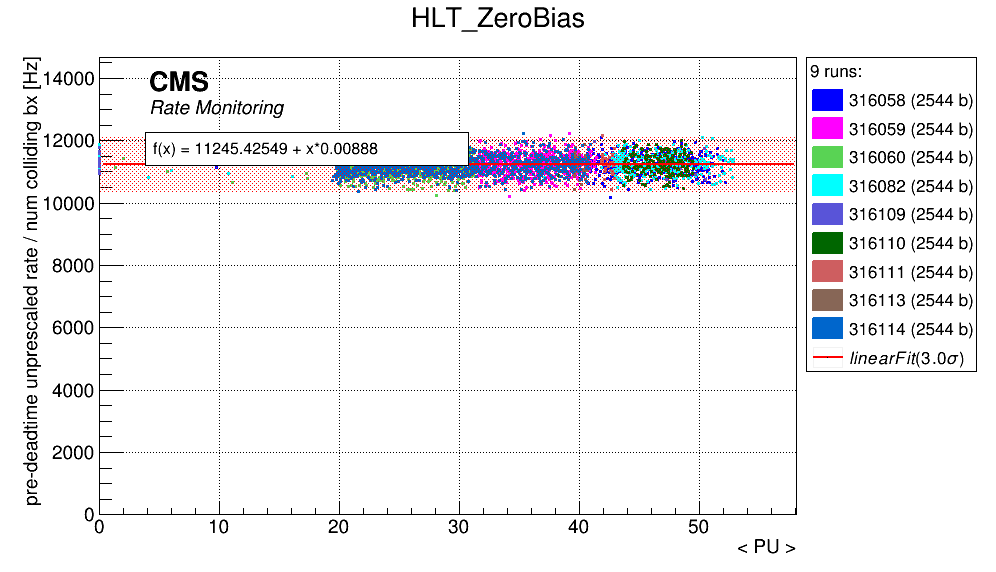 HLT_ZeroBias
pre-deadtime unprescaled rate / num colliding bx [Hz]
14000
12000
10000
8000
6000
4000
2000
0
CMS
Rate Monitoring
f(x) = 11245.42549 + x*0.00888
0 10 20 30 40 50
< PU >
9 runs:
316058 (2544 b)
316059 (2544 b)
316060 (2544 b)
316082 (2544 b)
316109 (2544 b)
316110 (2544 b)
316111 (2544 b)
316113 (2544 b)
316114 (2544 b)
linearFit(3.0σ)